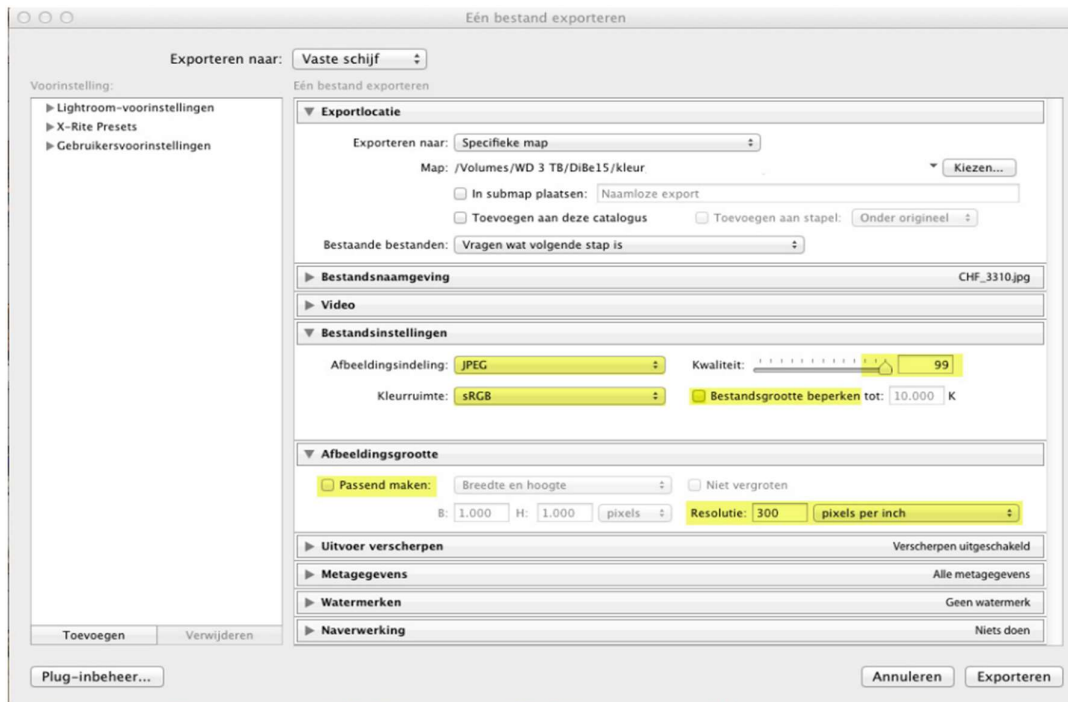 Eén bestand exporteren
Exporteren naar: Vaste schijf
Voorinstelling:
Lightroom-voorinstellingen
X-Rite Presets
Gebruikersvoorinstellingen
Toevoegen Verwijderen
Eén bestand exporteren
Exportlocatie
Exporteren naar: Specifieke map
Map: /Volumes/WD 3 TB/DiBe15/kleur Kiezen...
In submap plaatsen: Naamloze export
Toevoegen aan deze catalogus Toevoegen aan stapel: Onder origineel
Bestaande bestanden: Vragen wat volgende stap is
Bestandsnaamgeving CHF_3310.jpg
Video
Bestandsinstellingen
Afbeeldingsindeling: JPEG Kwaliteit: 99
Kleurruimte: sRGB Bestandsgrootte beperken tot: 10.000 K
Afbeeldingsgrootte
Passend maken: Breedte en hoogte Niet vergroten
B: 1.000 H: 1.000 pixels Resolutie: 300 pixels per inch
Uitvoer verscherpen Verscherpen uitgeschakeld
Metagegevens Alle metagegevens
Watermerken Geen watermerk
Naverwerking Niets doen
Plug-inbeheer... Annuleren Exporteren